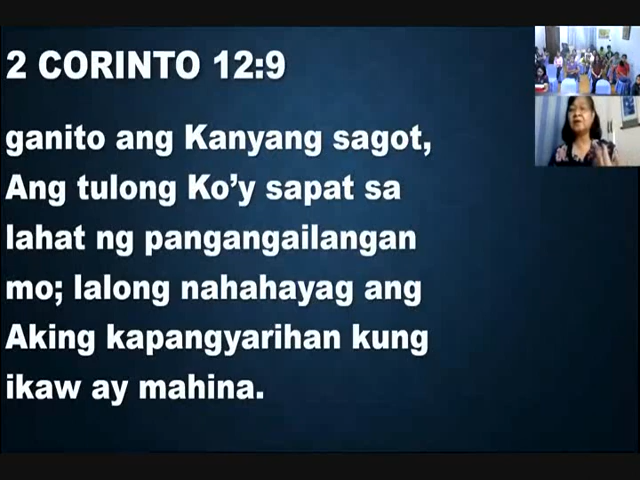 2 CORINTO 12:9
ganito ang Kanyang sagot,
Ang tulong Ko’y sapat sa
lahat ng pangangailangan
mo; lalong nahahayag ang
Aking kapangyarihan kung
ikaw ay mahina.